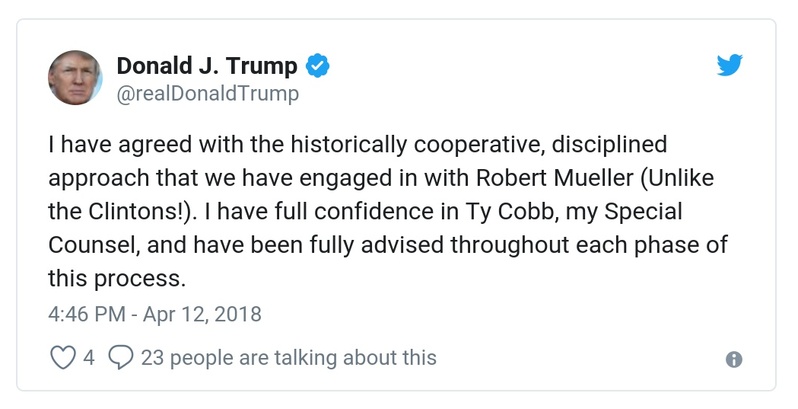 Donald J. Trump
@realDonaldTrump
I have agreed with the historically cooperative, disciplined
approach that we have engaged in with Robert Mueller (Unlike
the Clintons!). I have full confidence in Ty Cobb, my Special
Counsel, and have been fully advised throughout each phase of
this process.
4:46 PM - Apr 12, 2018
4 23 people are talking about this